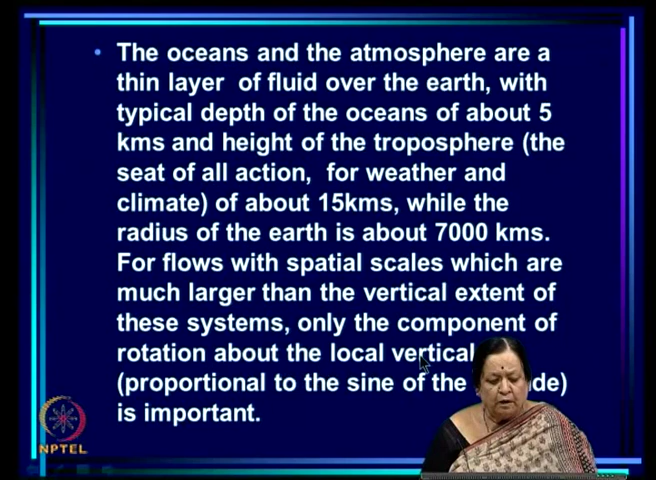 • The oceans and the atmosphere are a
thin layer of fluid over the earth, with
typical depth of the oceans of about 5
kms and height of the troposphere (the
seat of all action, for weather and
climate) of about 15kms, while the
radius of the earth is about 7000 kms.
For flows with spatial scales which are
much larger than the vertical extent of
these systems, only the component of
rotation about the local vertical
(proportional to the sine of the de)
is important.
NPTEL